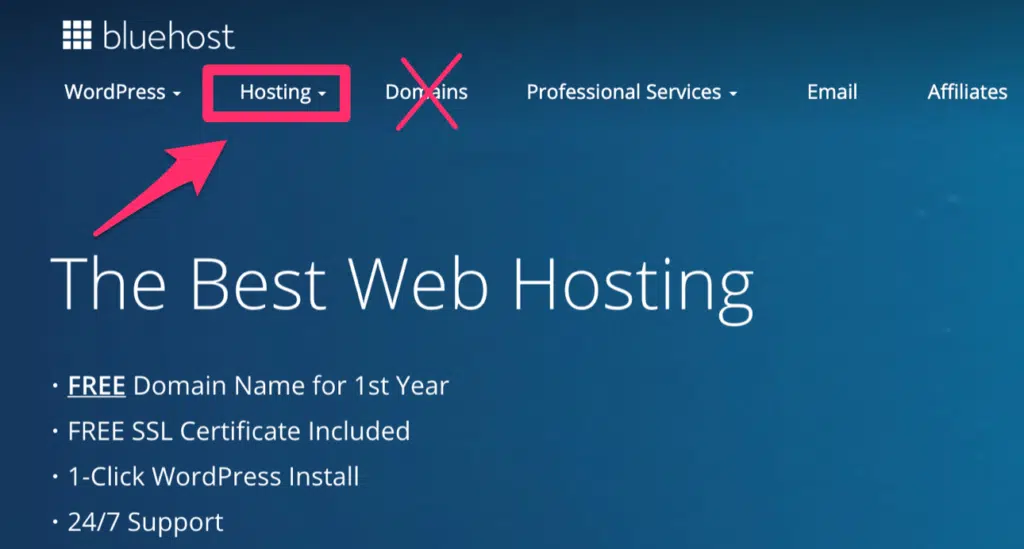 bluehost
WordPress Hosting Domains Professional Services Email Affiliates
The Best Web Hosting
· FREE Domain Name for 1st Year
· FREE SSL Certificate Included
· 1-Click WordPress Install
· 24/7 Support